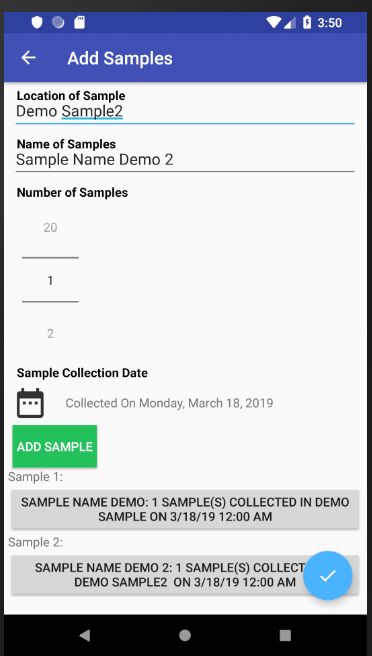 3:50
Add Samples
Location of Sample
Demo Sample2
Name of Samples
Sample Name Demo 2
Number of Samples
20
1
2
Sample Collection Date
Collected On Monday, March 18, 2019
ADD SAMPLE
Sample 1:
SAMPLE NAME DEMO: 1 SAMPLE(S) COLLECTED IN DEMO
SAMPLE ON 3/18/19 12:00 AM
Sample 2:
SAMPLE NAME DEMO 2: 1 SAMPLE(S)
DEMO SAMPLE2 ON 3/18/19 12:00 AM